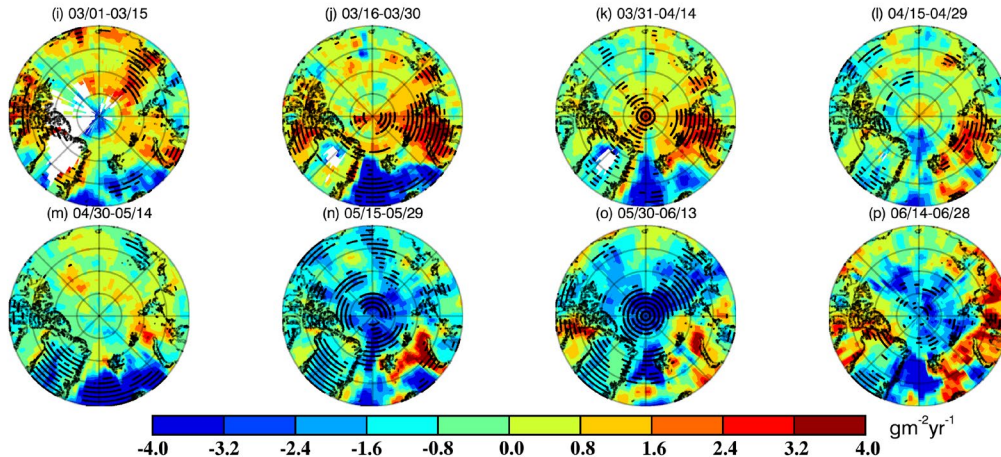 (i) 03/01-03/15 (j) 03/16-03/30 (k) 03/31-04/14 (l) 04/15-04/29
(m) 04/30-05/14 (n) 05/15-05/29 (o) 05/30-06/13 (p) 06/14-06/28
-4.0 -3.2 -2.4 -1.6 -0.8 0.0 0.8 1.6 2.4 3.2 4.0 gm⁻²yr⁻¹